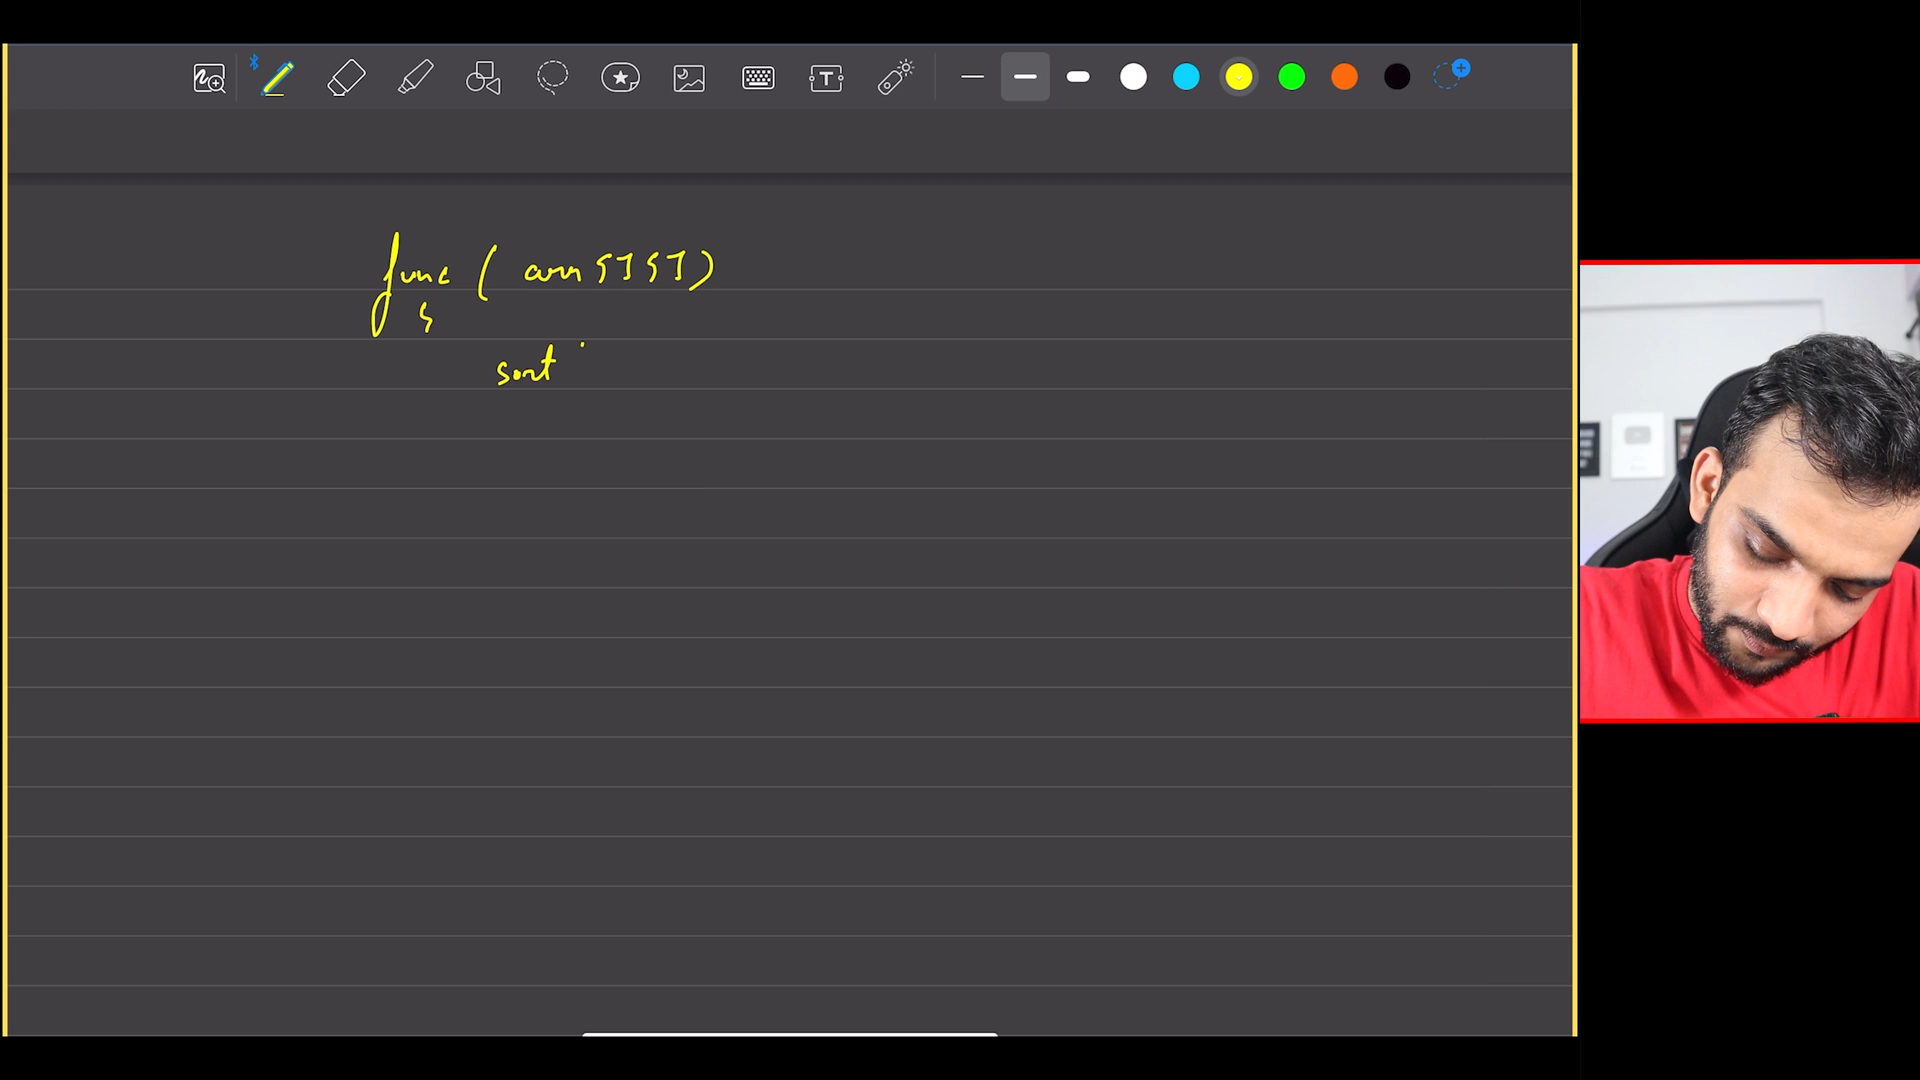 func ( arr [ ] [ ] )
{
sort